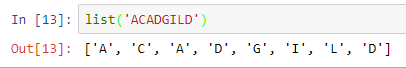 In [13]: list('ACADGILD')
Out[13]: ['A', 'C', 'A', 'D', 'G', 'I', 'L', 'D']